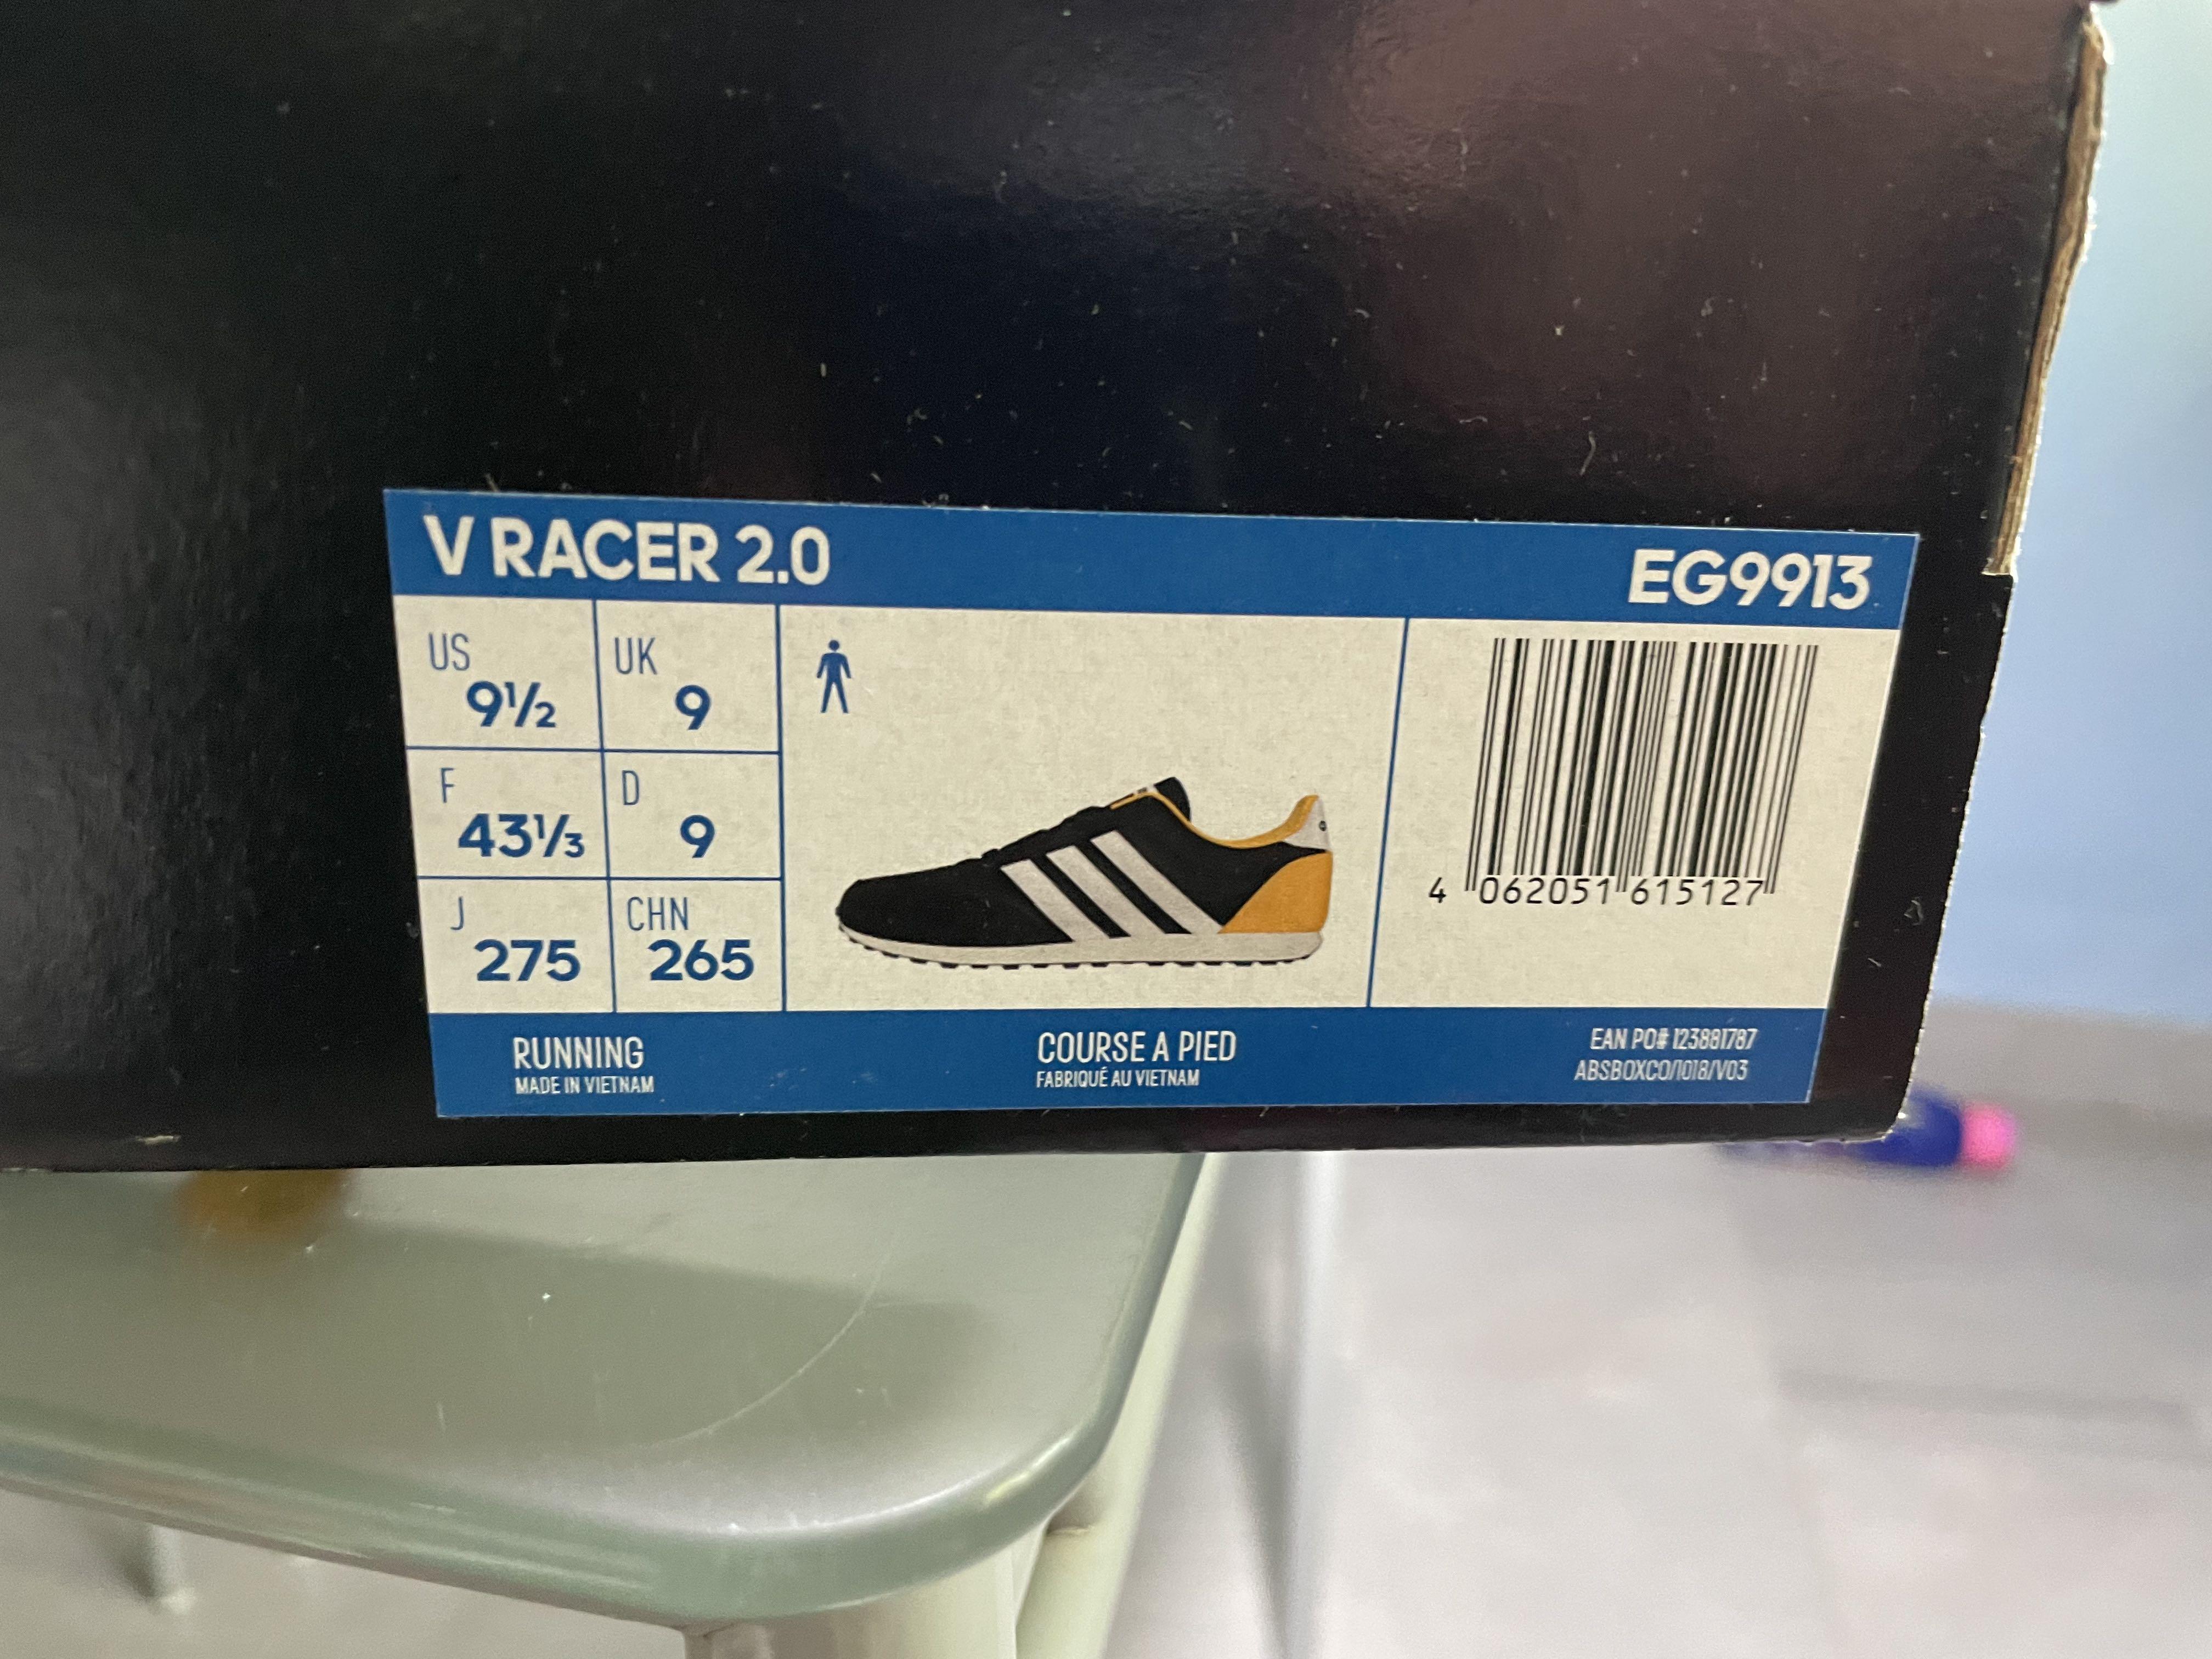 V RACER 2.0 EG9913
US UK
9½ 9
F D
43⅓ 9
J CHN
275 265
4 062051 615127
RUNNING COURSE A PIED EAN PO# 123881787
MADE IN VIETNAM FABRIQUÉ AU VIETNAM ABSBOXCO/1018/V03